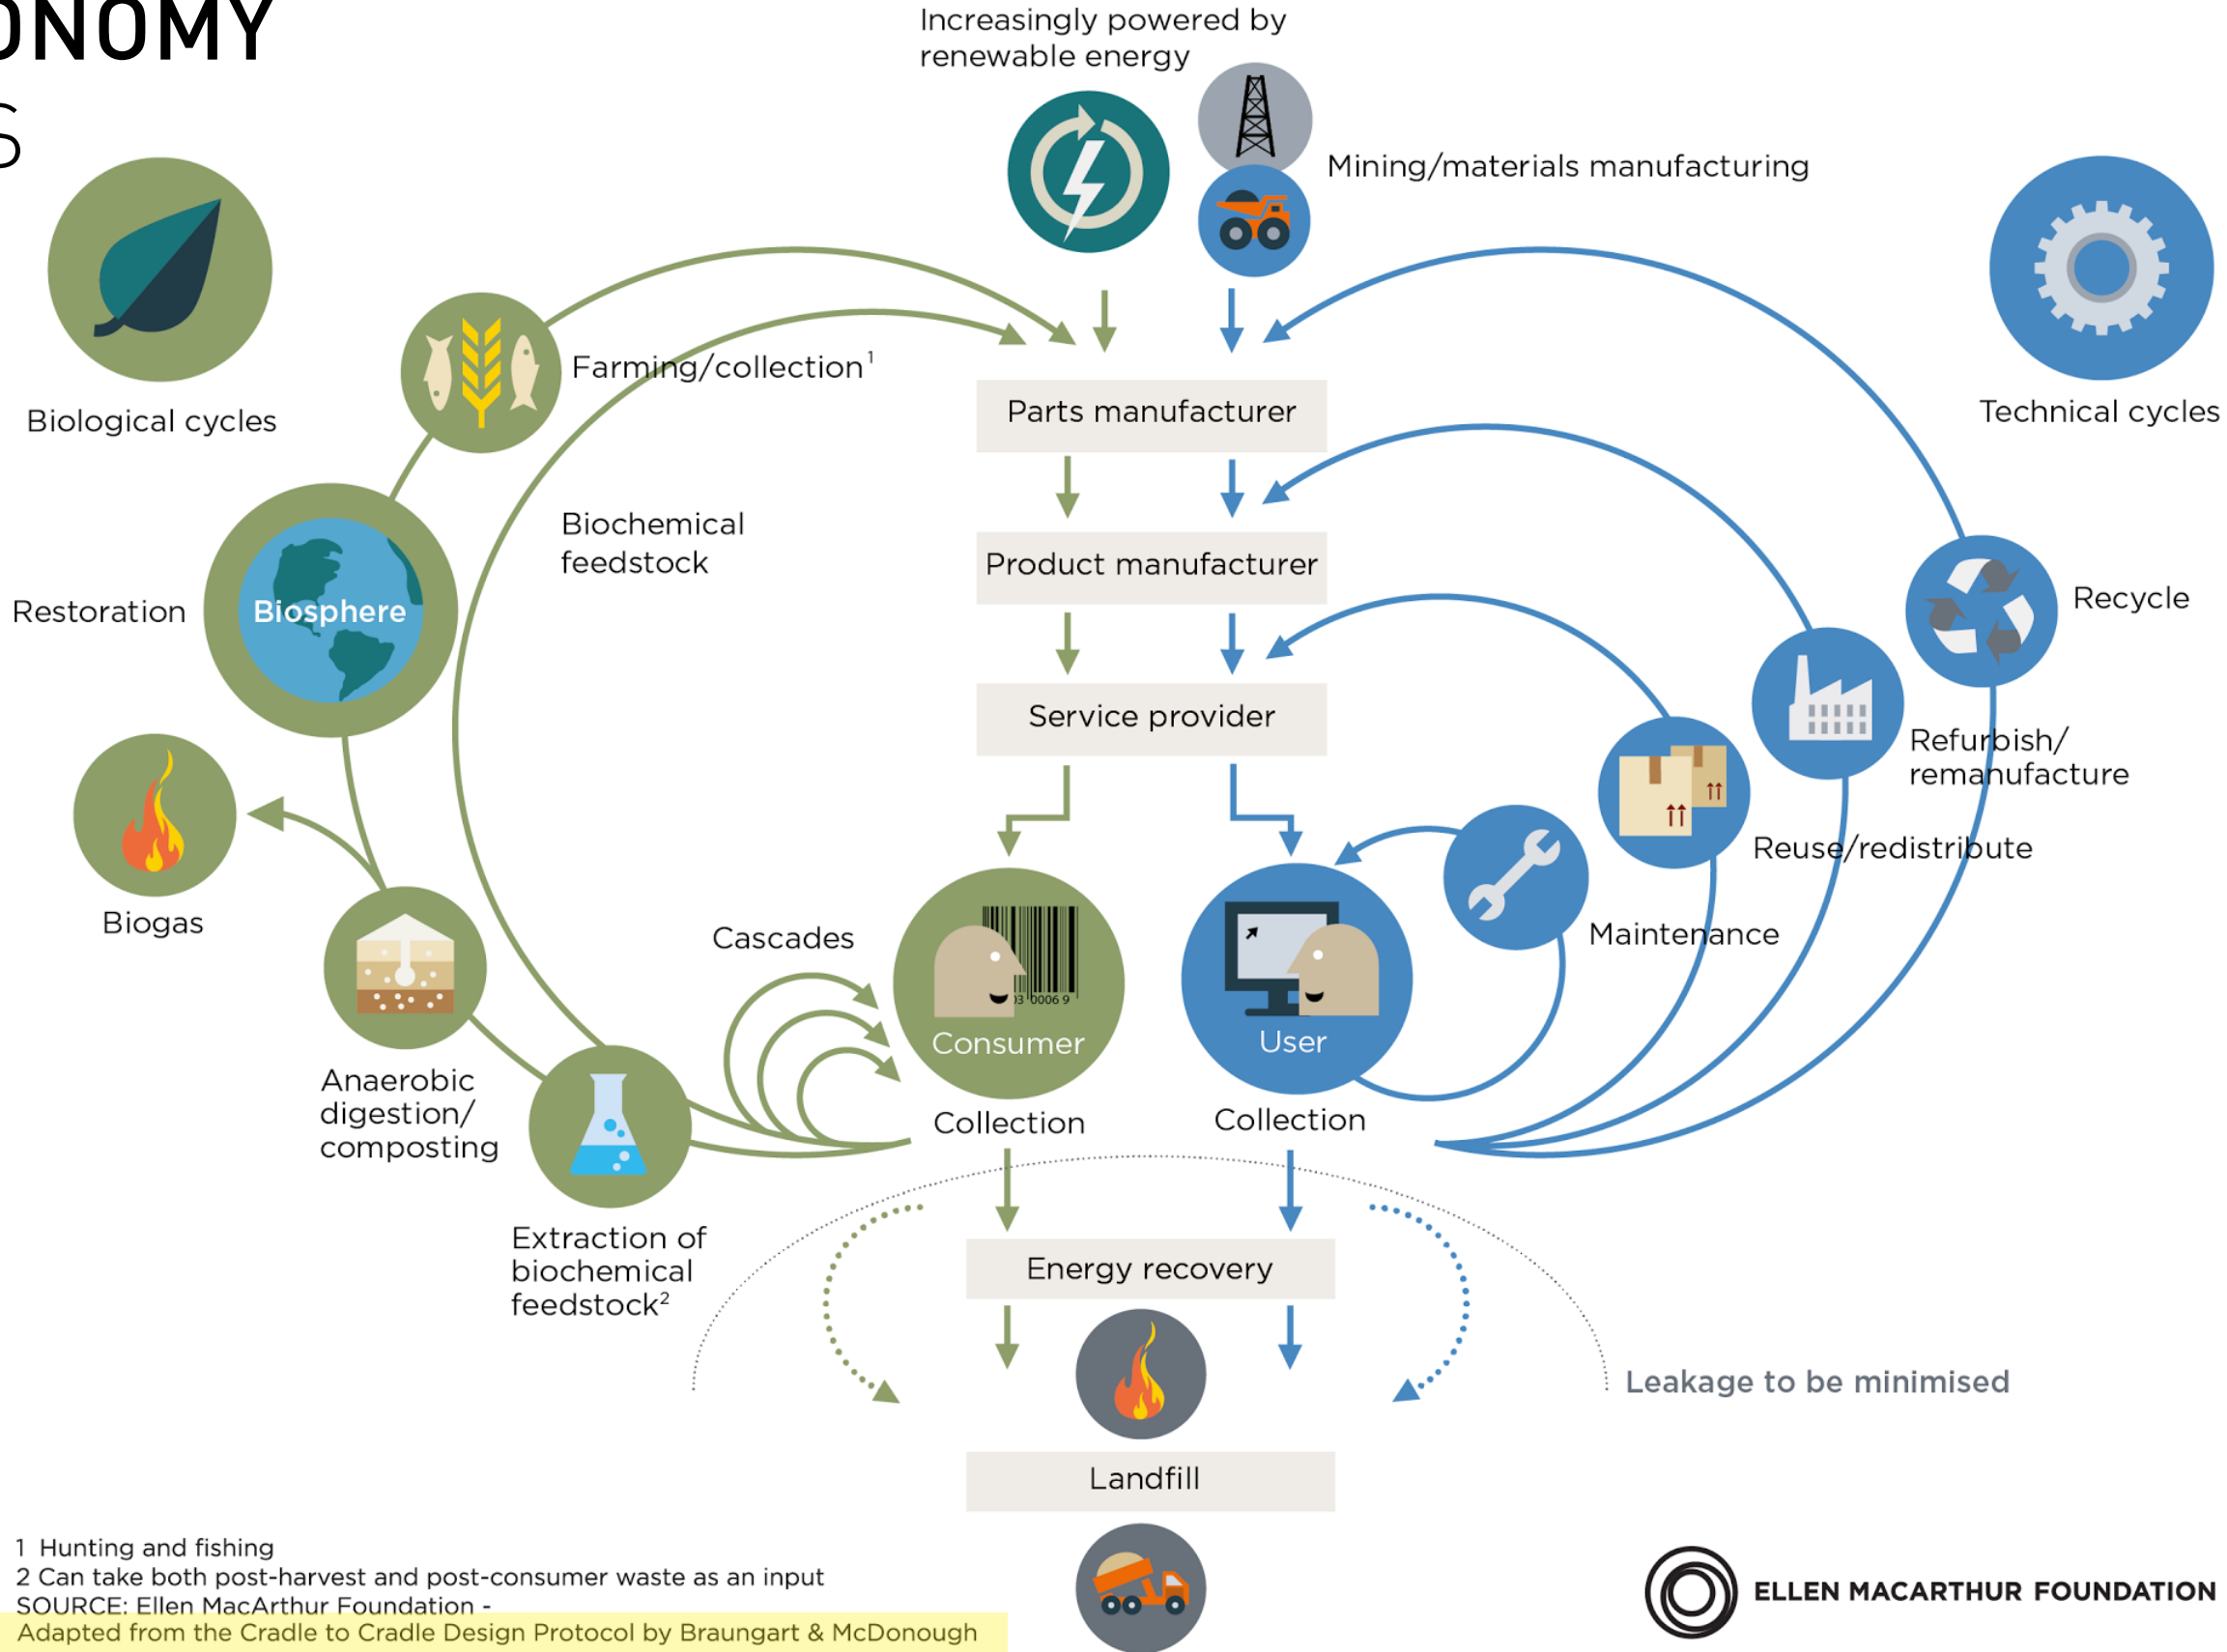 ONOMY
S
Increasingly powered by
renewable energy
Mining/materials manufacturing
Biological cycles
Technical cycles
Farming/collection¹
Parts manufacturer
Biochemical
feedstock
Product manufacturer
Restoration
Biosphere
Recycle
Service provider
Refurbish/
remanufacture
Reuse/redistribute
Biogas
Cascades
Maintenance
03 0006 9
Consumer
User
Anaerobic
digestion/
composting
Collection
Collection
Extraction of
biochemical
feedstock²
Energy recovery
Leakage to be minimised
Landfill
1 Hunting and fishing
2 Can take both post-harvest and post-consumer waste as an input
SOURCE: Ellen MacArthur Foundation -
Adapted from the Cradle to Cradle Design Protocol by Braungart & McDonough
ELLEN MACARTHUR FOUNDATION